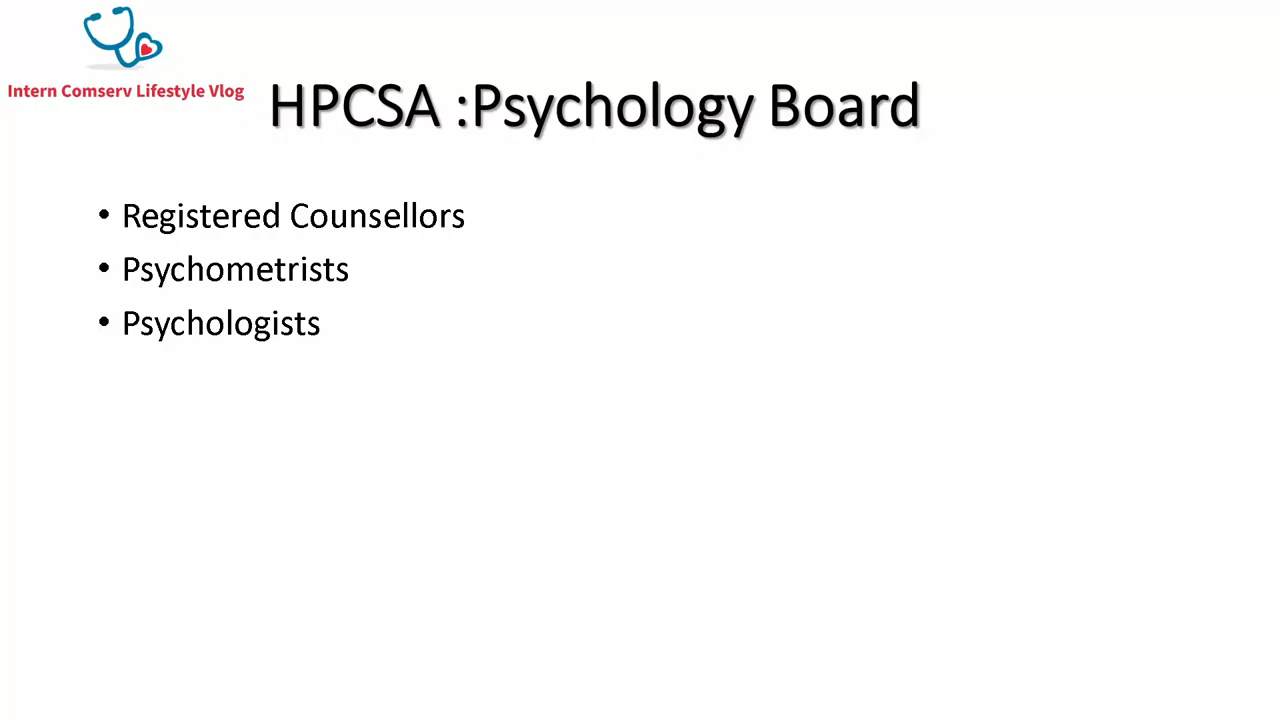 Intern Comserv Lifestyle Vlog
HPCSA :Psychology Board
• Registered Counsellors
• Psychometrists
• Psychologists